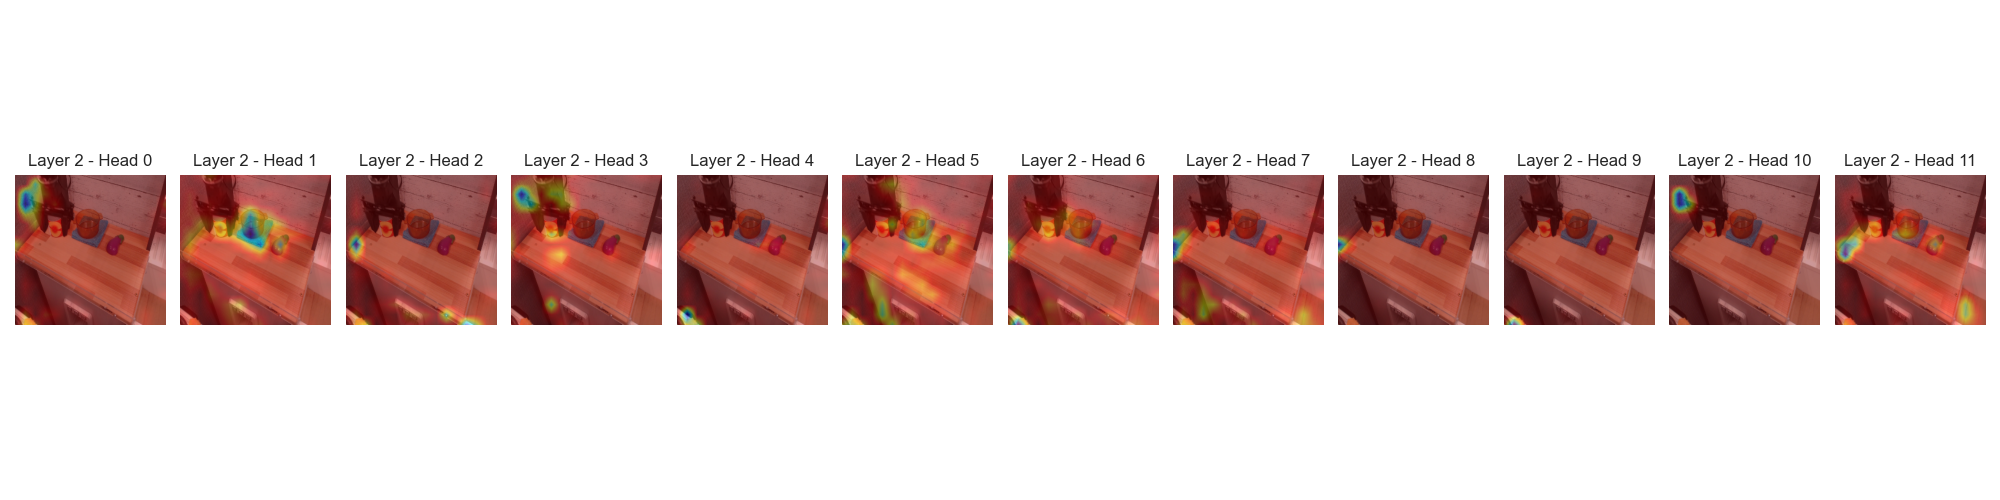 Layer 2 - Head 0
Layer 2 - Head 1
Layer 2 - Head 2
Layer 2 - Head 3
Layer 2 - Head 4
Layer 2 - Head 5
Layer 2 - Head 6
Layer 2 - Head 7
Layer 2 - Head 8
Layer 2 - Head 9
Layer 2 - Head 10
Layer 2 - Head 11